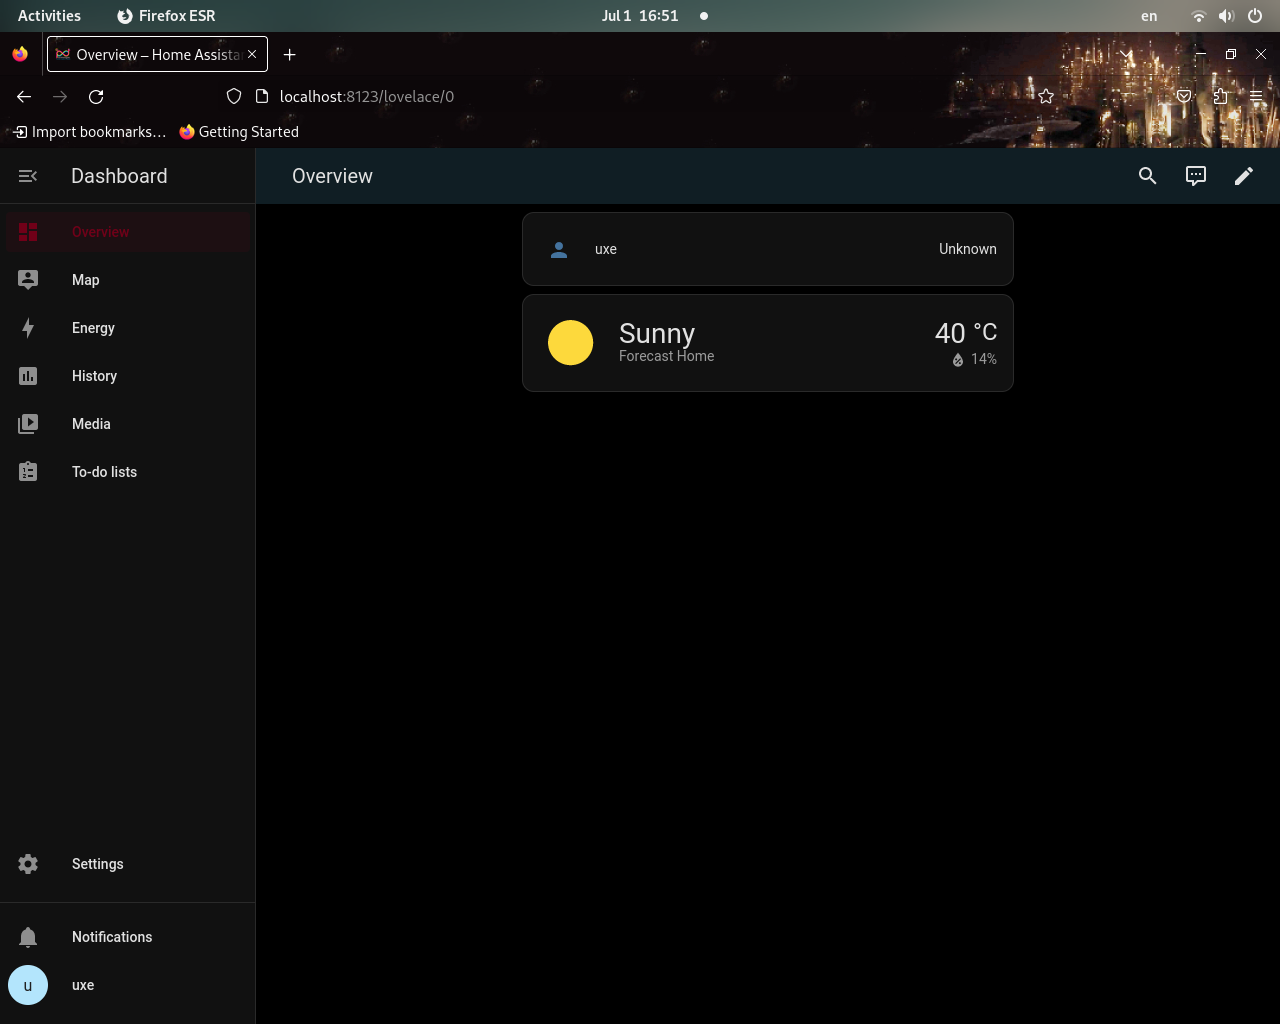 Activities
Firefox ESR
Jul 1 16:51
en
Overview – Home Assista
localhost:8123/lovelace/0
Import bookmarks…
Getting Started
Dashboard
Overview
Overview
Map
Energy
History
Media
To-do lists
Settings
Notifications
u
uxe
uxe
Unknown
Sunny
Forecast Home
40 °C
14%